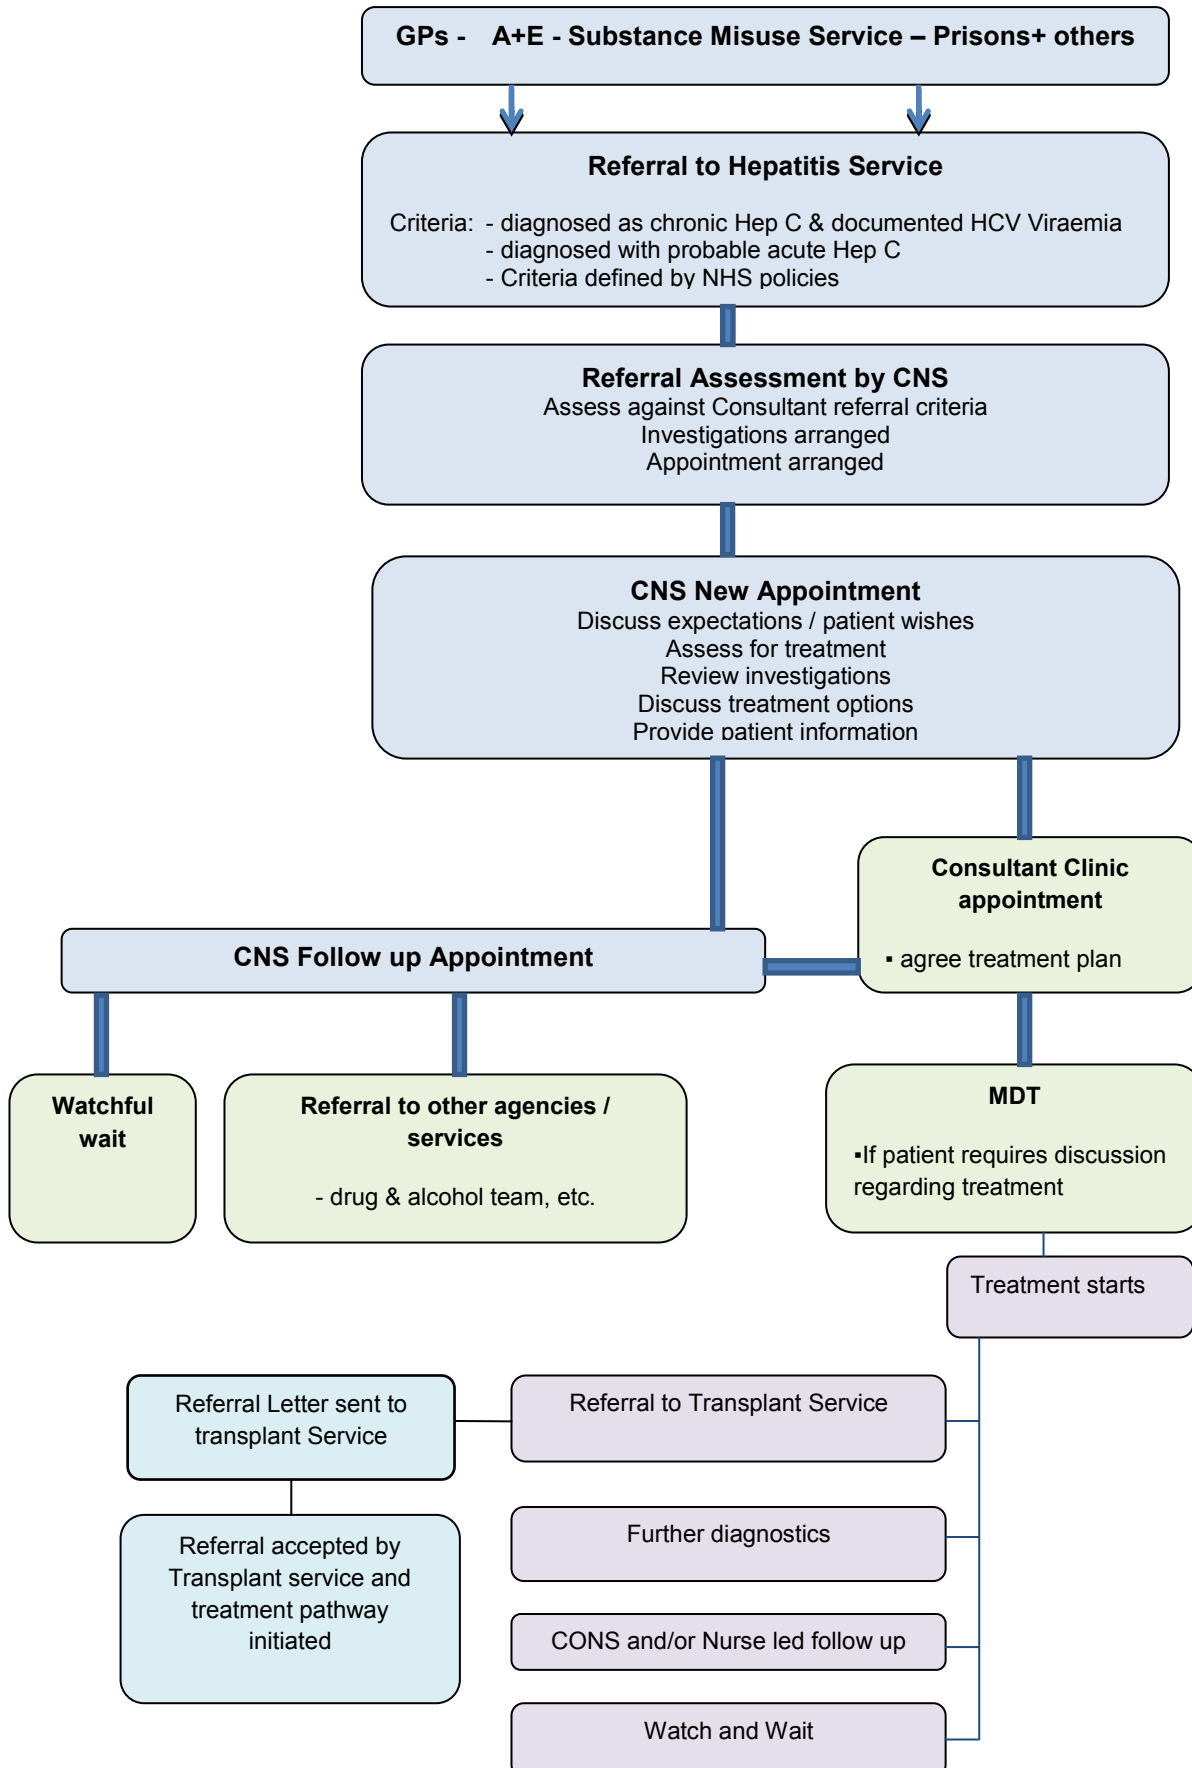 GPs - A+E - Substance Misuse Service – Prisons+ others
Referral to Hepatitis Service
Criteria: - diagnosed as chronic Hep C & documented HCV Viraemia
- diagnosed with probable acute Hep C
- Criteria defined by NHS policies
Referral Assessment by CNS
Assess against Consultant referral criteria
Investigations arranged
Appointment arranged
CNS New Appointment
Discuss expectations / patient wishes
Assess for treatment
Review investigations
Discuss treatment options
Provide patient information
Consultant Clinic
appointment
▪ agree treatment plan
CNS Follow up Appointment
Watchful
wait
Referral to other agencies /
services
- drug & alcohol team, etc.
MDT
▪If patient requires discussion
regarding treatment
Treatment starts
Referral Letter sent to
transplant Service
Referral to Transplant Service
Referral accepted by
Transplant service and
treatment pathway
initiated
Further diagnostics
CONS and/or Nurse led follow up
Watch and Wait